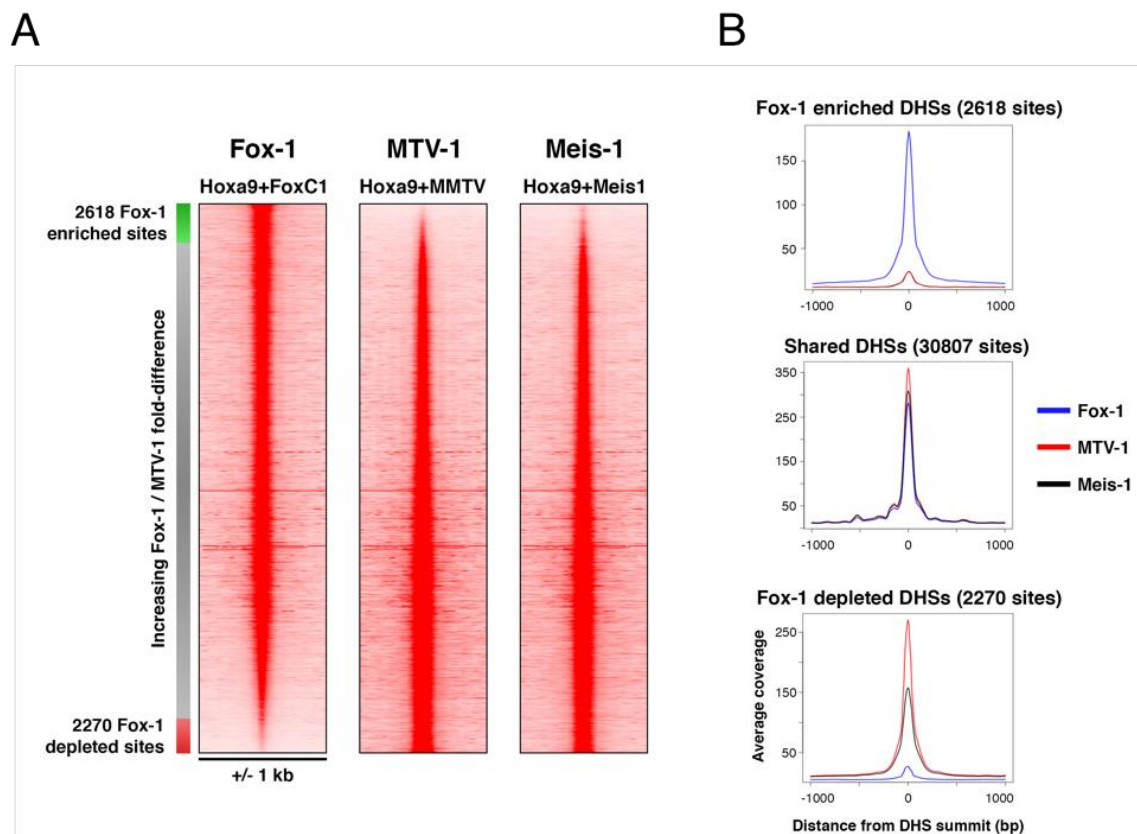 A
B
Fox-1
MTV-1
Meis-1
Hoxa9+FoxC1
Hoxa9+MMTV
Hoxa9+Meis1
2618 Fox-1
enriched sites
Increasing Fox-1 / MTV-1 fold-difference
2270 Fox-1
depleted sites
+/- 1 kb
Fox-1 enriched DHSs (2618 sites)
150
100
50
-1000
0
1000
Shared DHSs (30807 sites)
350
250
150
50
-1000
0
1000
Fox-1
MTV-1
Meis-1
Fox-1 depleted DHSs (2270 sites)
Average coverage
250
150
50
-1000
0
1000
Distance from DHS summit (bp)